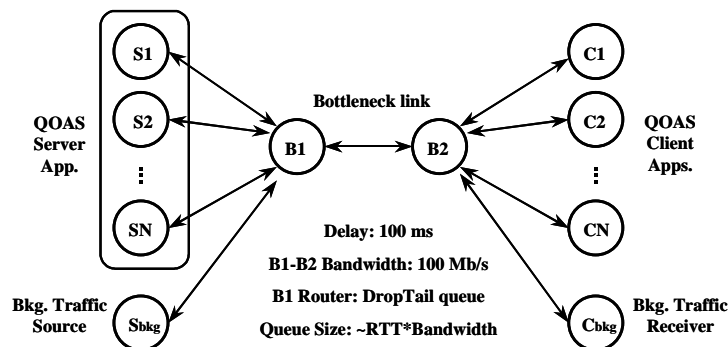 S1
C1
Bottleneck link
QOAS
Server
App.
S2
C2
QOAS
Client
Apps.
B1
B2
SN
CN
Delay: 100 ms
B1-B2 Bandwidth: 100 Mb/s
B1 Router: DropTail queue
Queue Size: ~RTT*Bandwidth
Bkg. Traffic
Source
Sbkg
Cbkg
Bkg. Traffic
Receiver